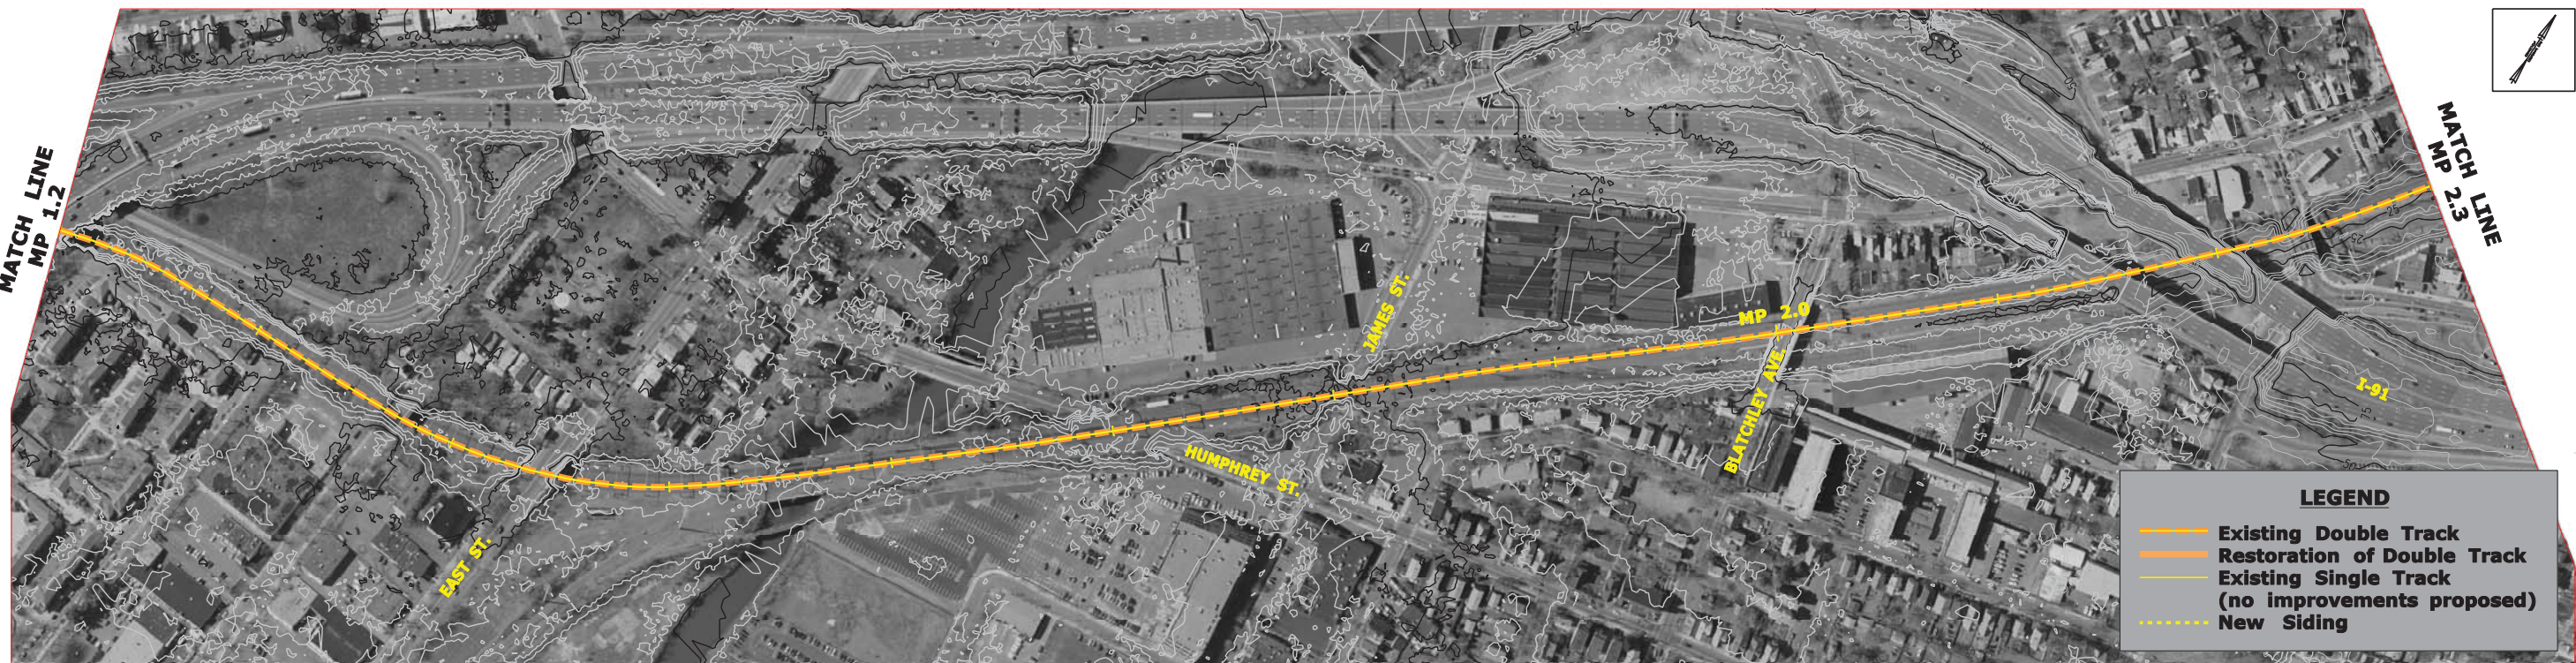 MATCH LINE
MP 1.2
EAST ST.
HUMPHREY ST.
JAMES ST.
MP 2.0
BLATCHLEY AVE.
I-91
MATCH LINE
MP 2.3
LEGEND
Existing Double Track
Restoration of Double Track
Existing Single Track
(no improvements proposed)
New Siding